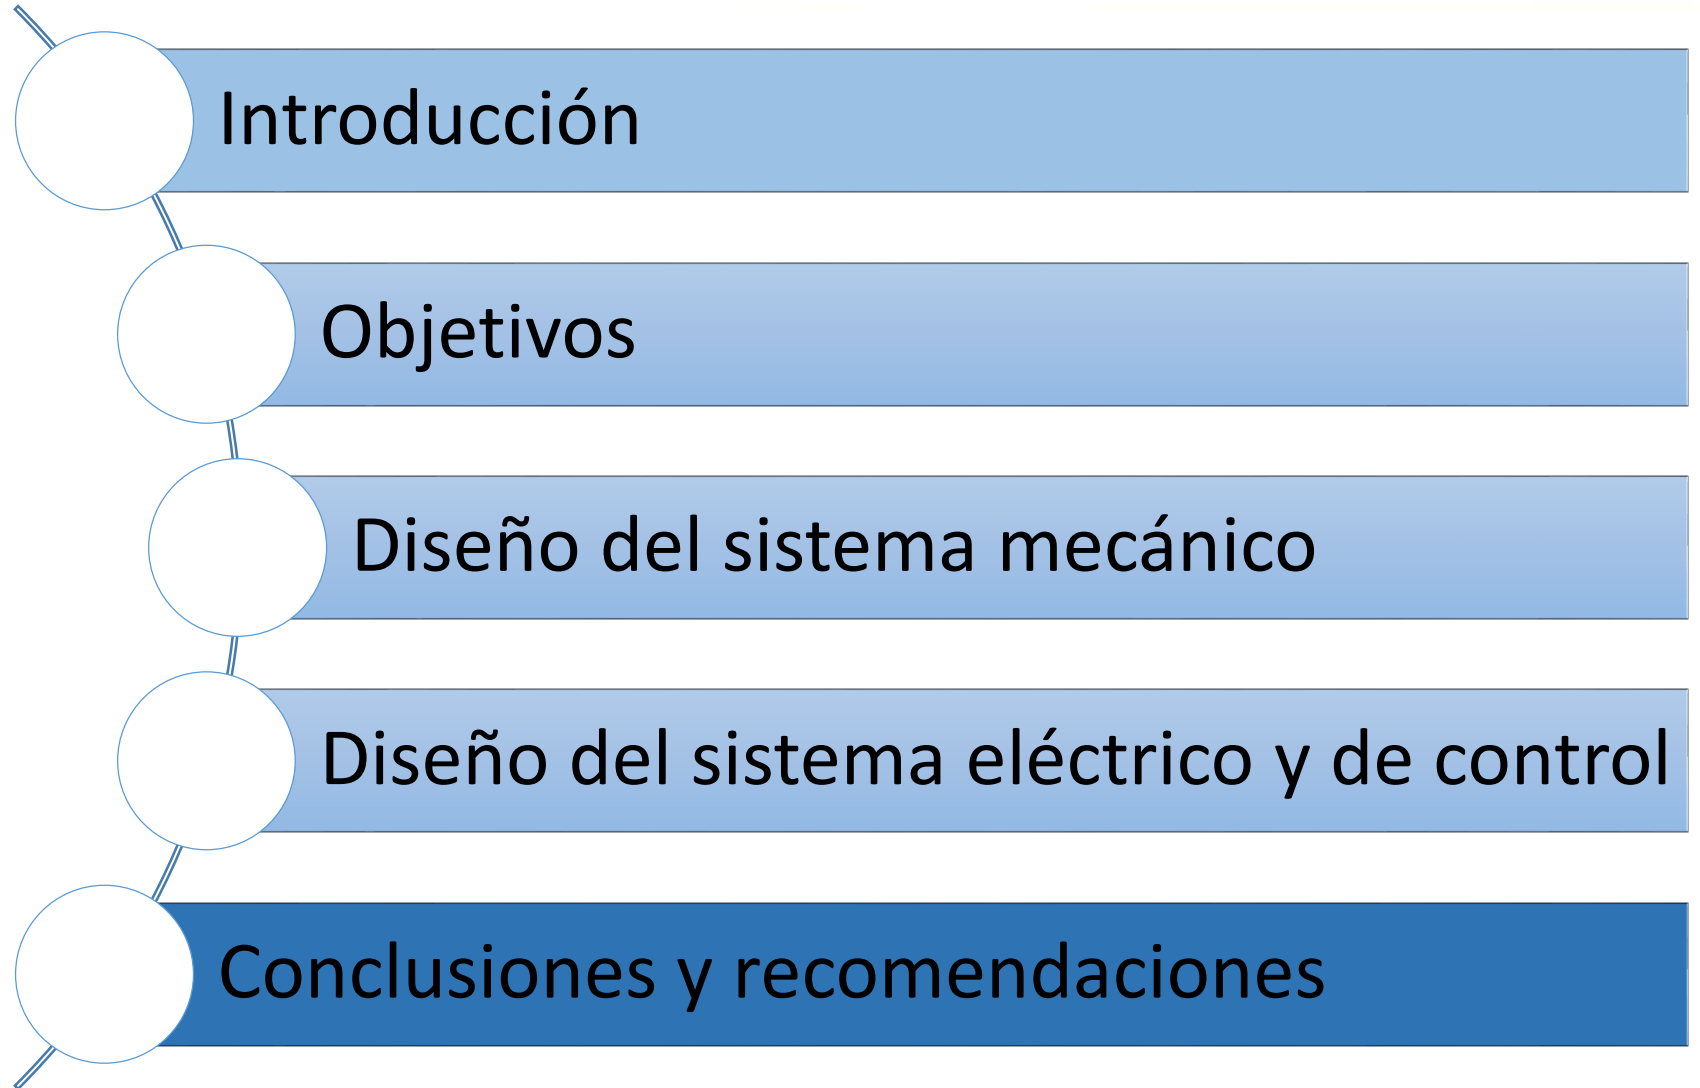 Introducción
Objetivos
Diseño del sistema mecánico
Diseño del sistema eléctrico y de control
Conclusiones y recomendaciones